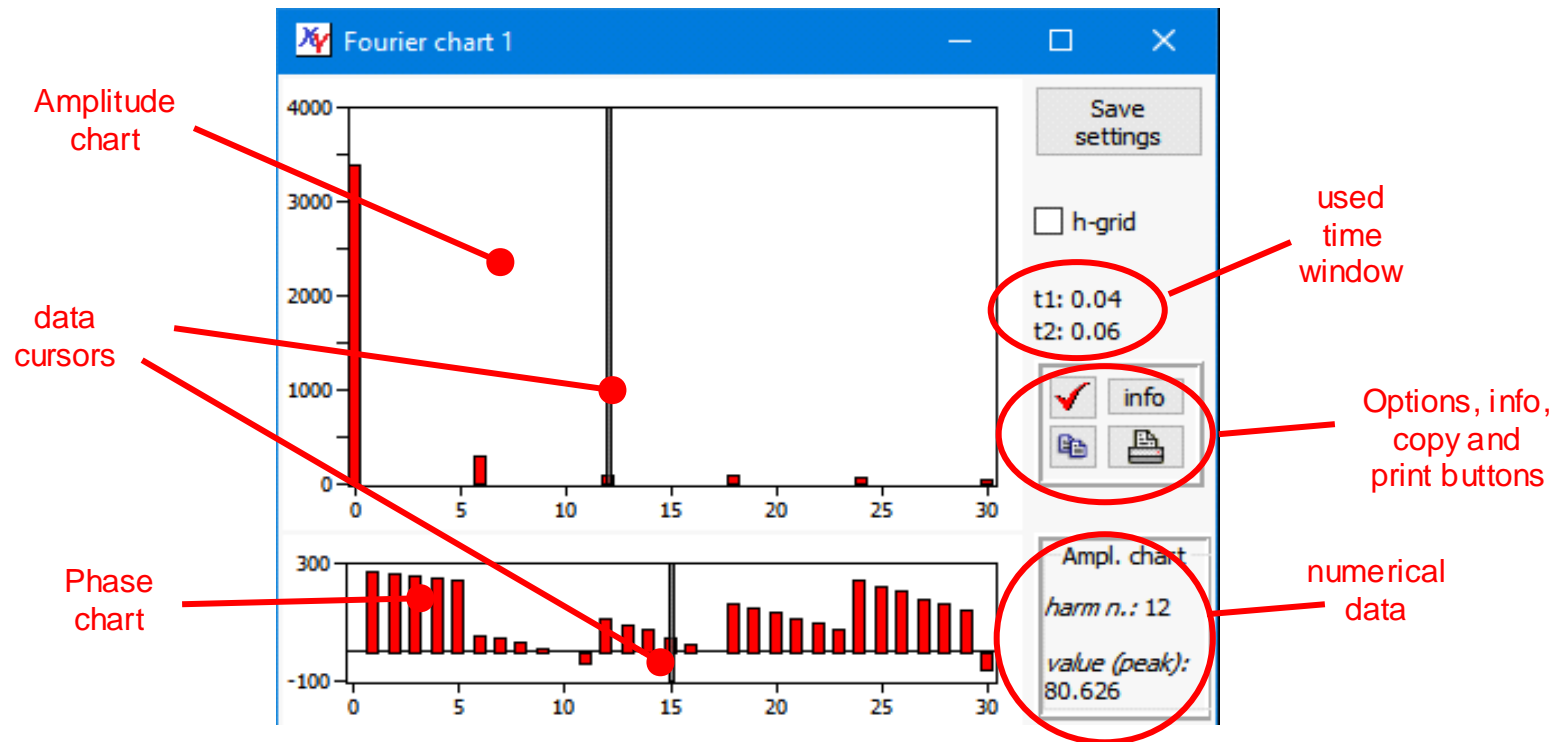 XY Fourier chart 1
Amplitude
chart
data
cursors
Phase
chart
4000
3000
2000
1000
0
0 5 10 15 20 25 30
300
-100
0 5 10 15 20 25 30
Save
settings
h-grid
t1: 0.04
t2: 0.06
info
Ampl. chart
harm n.: 12
value (peak):
80.626
used
time
window
Options, info,
copy and
print buttons
numerical
data